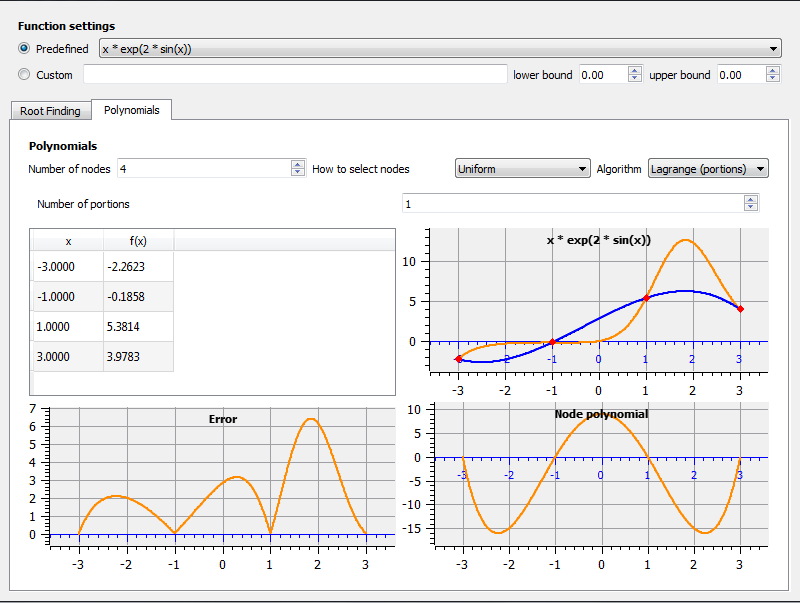 Function settings
Predefined x * exp(2 * sin(x))
Custom lower bound 0.00 upper bound 0.00
Root Finding Polynomials
Polynomials
Number of nodes 4 How to select nodes Uniform Algorithm Lagrange (portions)
Number of portions 1
x f(x)
-3.0000 -2.2623
-1.0000 -0.1858
1.0000 5.3814
3.0000 3.9783
x * exp(2 * sin(x))
10
5
0
-3 -2 -1 0 1 2 3
-3 -2 -1 0 1 2 3
Error
7
6
5
4
3
2
1
0
-3 -2 -1 0 1 2 3
Node polynomial
10
5
0
-5
-10
-15
-3 -2 -1 0 1 2 3
-3 -2 -1 0 1 2 3